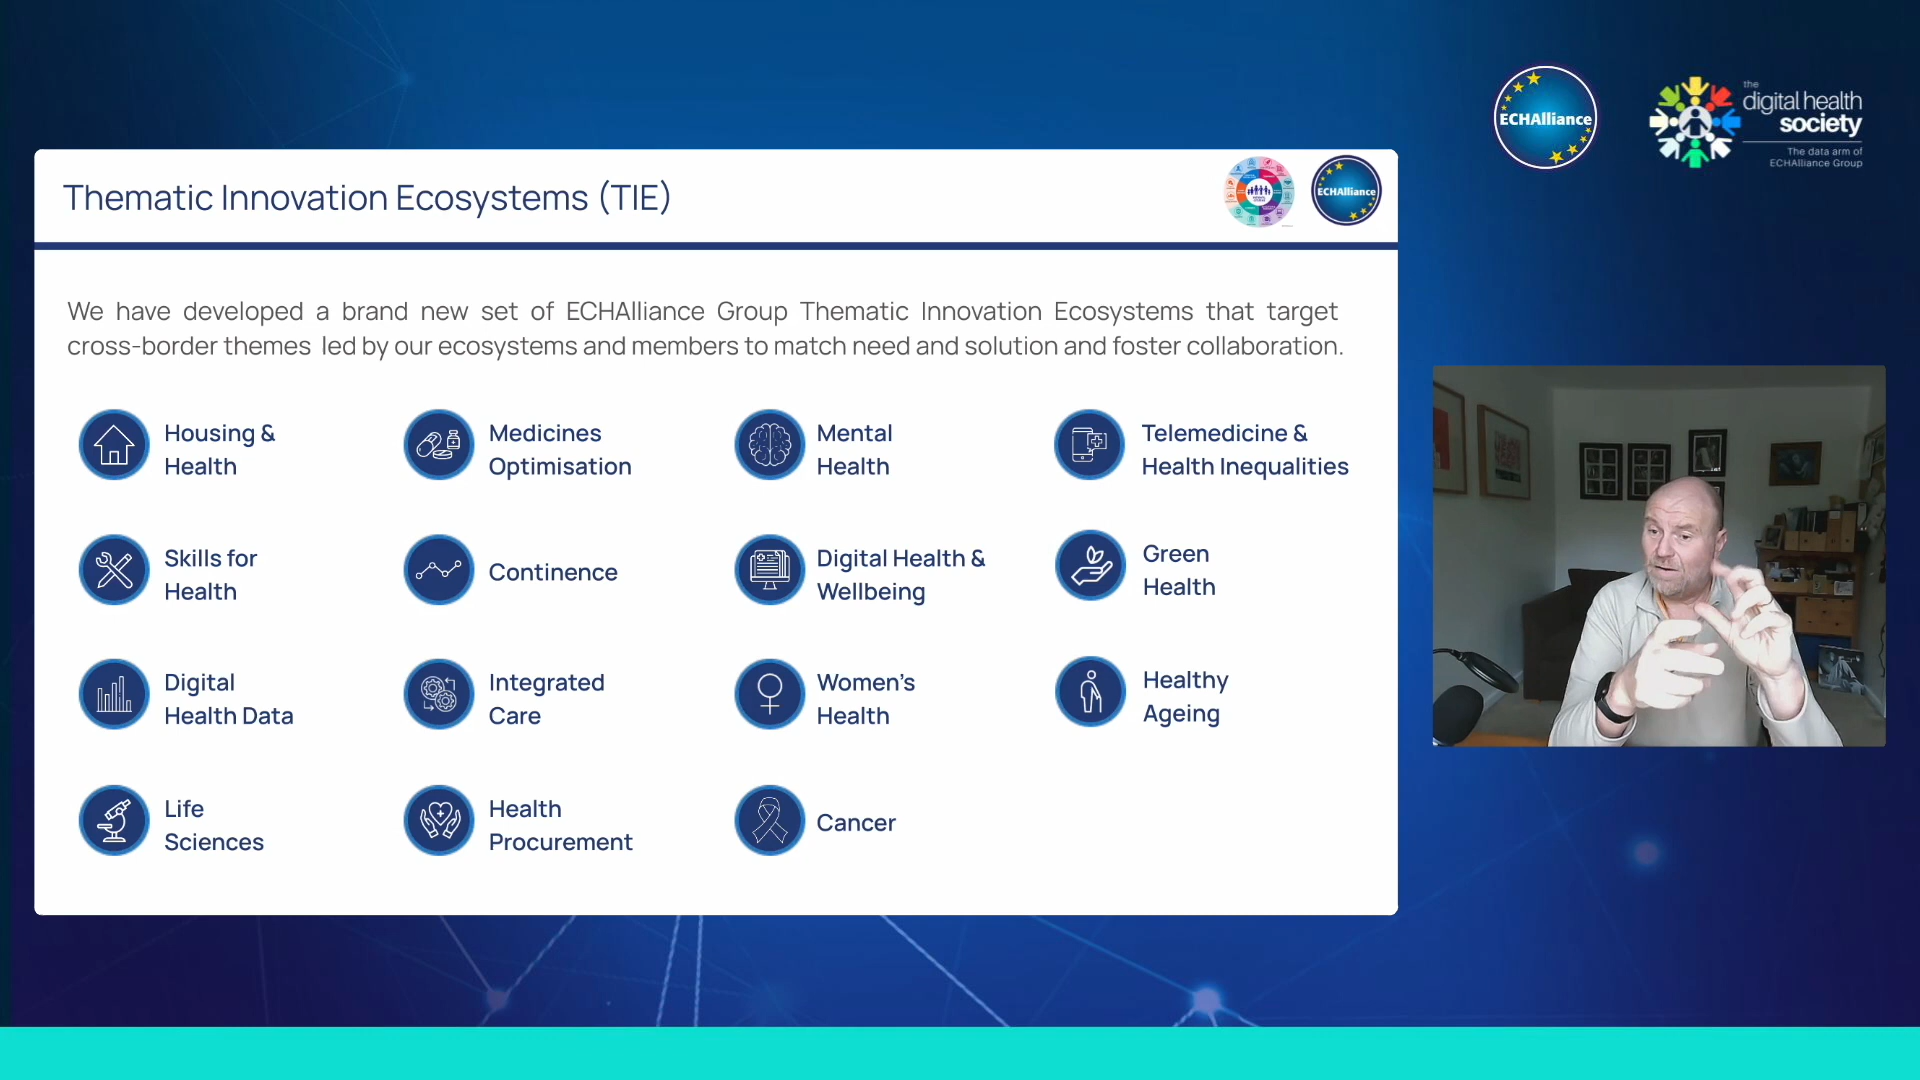 ECHAlliance
the
digital health
society
The data arm of
ECHAlliance Group
Thematic Innovation Ecosystems (TIE)
ECHAlliance
We have developed a brand new set of ECHAlliance Group Thematic Innovation Ecosystems that target
cross-border themes led by our ecosystems and members to match need and solution and foster collaboration.
Housing &
Health
Medicines
Optimisation
Mental
Health
Telemedicine &
Health Inequalities
Skills for
Health
Continence
Digital Health &
Wellbeing
Green
Health
Digital
Health Data
Integrated
Care
Women's
Health
Healthy
Ageing
Life
Sciences
Health
Procurement
Cancer